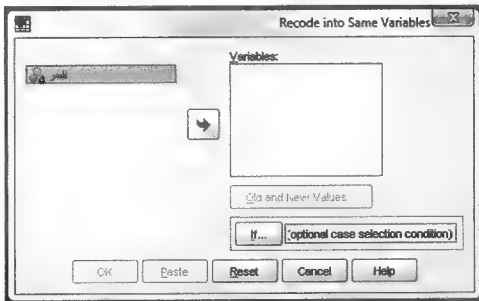 Recode into Same Variables
Variables:
Old and New Values
If...
(optional case selection condition)
OK
Paste
Reset
Cancel
Help